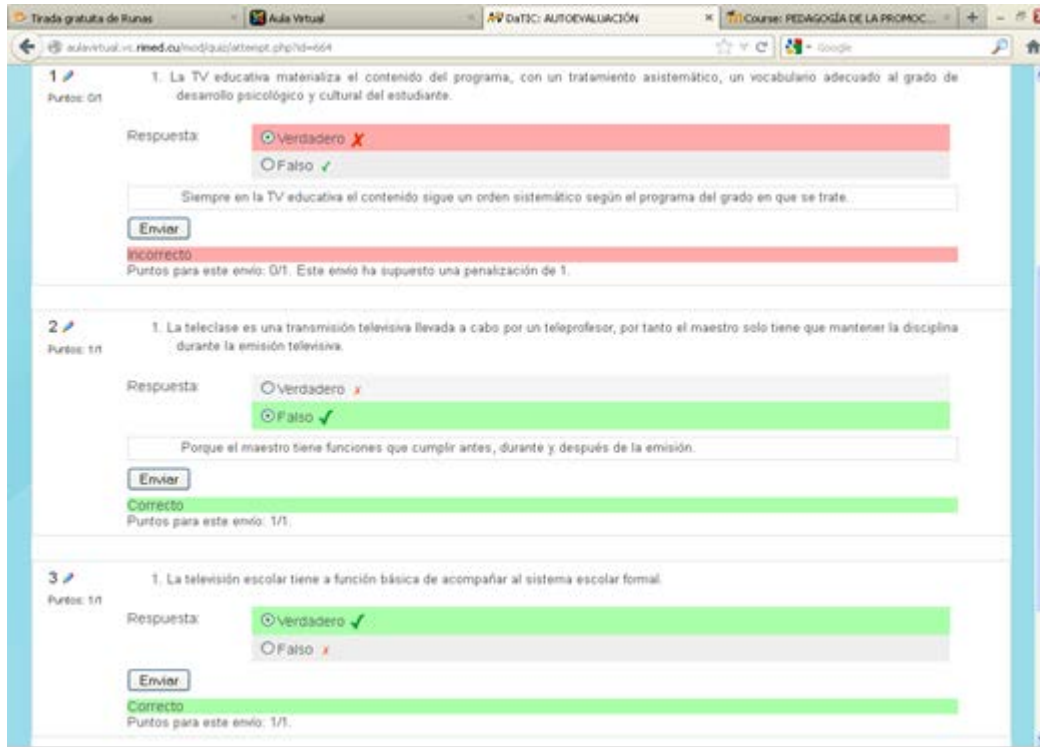 Tirada gratuita de Runas
Aula Virtual
DaTIC: AUTOEVALUACIÓN
Course: PEDAGOGÍA DE LA PROMOC...
aulavirtual.vc.rimed.cu/mod/quiz/attempt.php?id=664
Google
1
1. La TV educativa materializa el contenido del programa, con un tratamiento asistemático, un vocabulario adecuado al grado de
Puntos: 0/1
desarrollo psicológico y cultural del estudiante.
Respuesta:
Verdadero
Falso
Siempre en la TV educativa el contenido sigue un orden sistemático según el programa del grado en que se trate.
Enviar
Incorrecto
Puntos para este envío: 0/1. Este envío ha supuesto una penalización de 1.
2
1. La teleclase es una transmisión televisiva llevada a cabo por un teleprofesor, por tanto el maestro solo tiene que mantener la disciplina
Puntos: 1/1
durante la emisión televisiva.
Respuesta:
Verdadero
Falso
Porque el maestro tiene funciones que cumplir antes, durante y después de la emisión.
Enviar
Correcto
Puntos para este envío: 1/1.
3
1. La televisión escolar tiene a función básica de acompañar al sistema escolar formal.
Puntos: 1/1
Respuesta:
Verdadero
Falso
Enviar
Correcto
Puntos para este envío: 1/1.